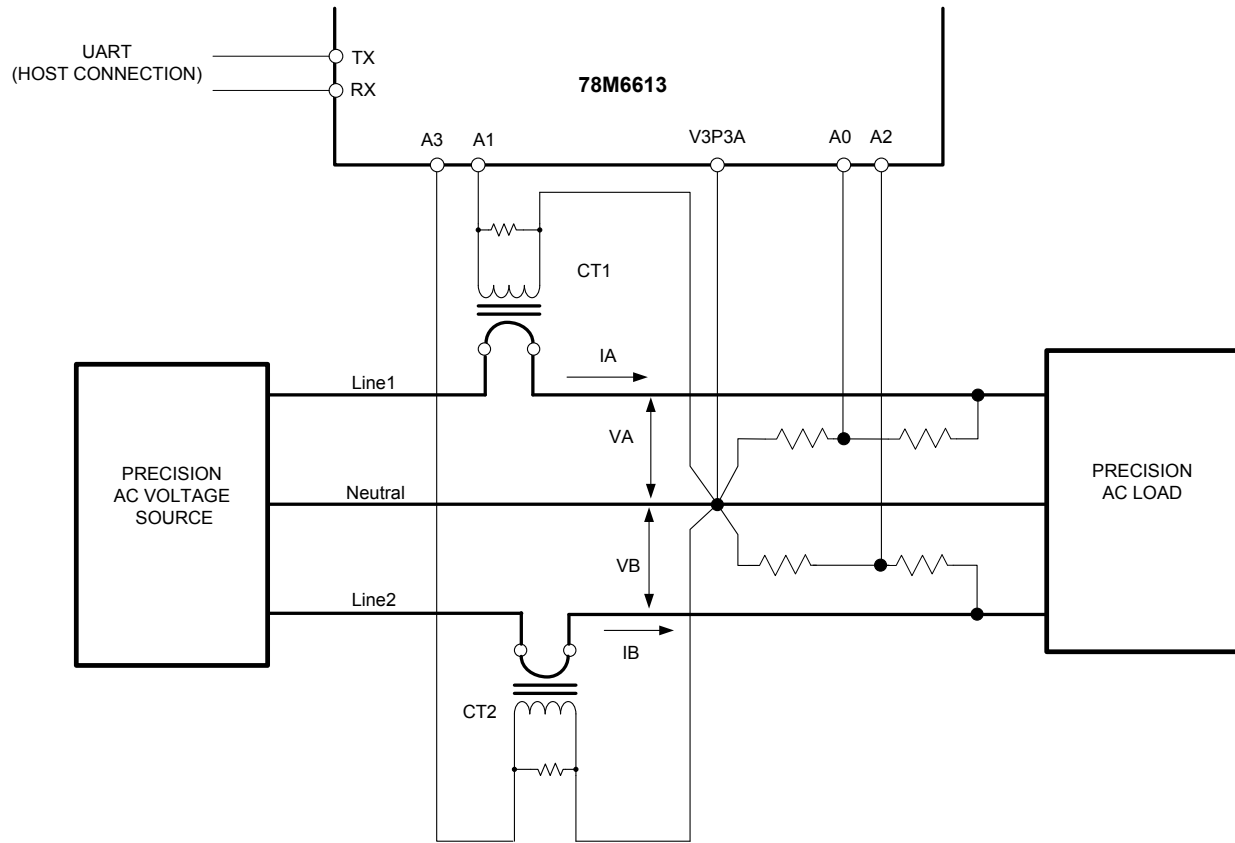 UART
(HOST CONNECTION)
TX
RX
78M6613
A3
A1
V3P3A
A0
A2
CT1
IA
Line1
VA
PRECISION
AC VOLTAGE
SOURCE
Neutral
PRECISION
AC LOAD
VB
Line2
IB
CT2